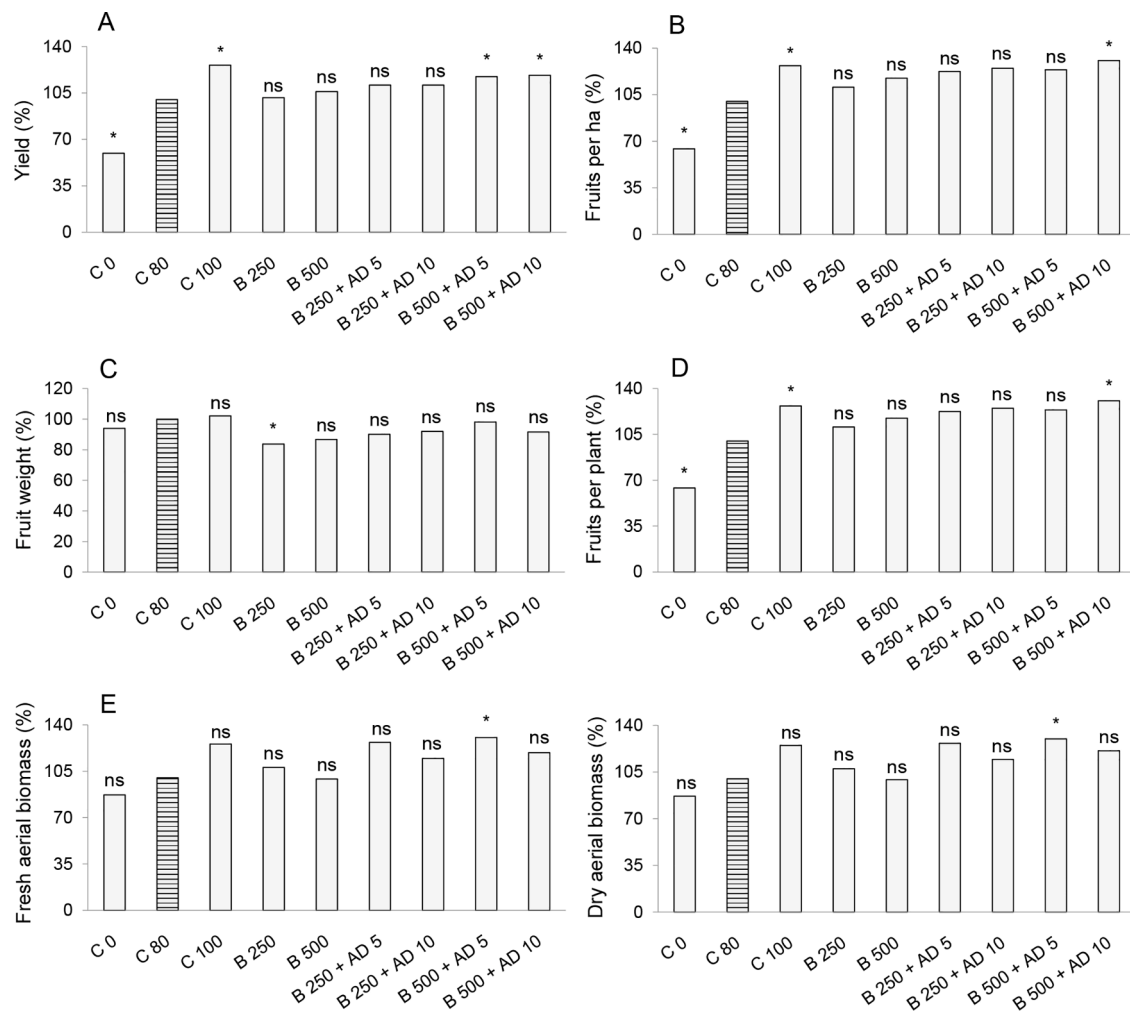 A
Yield (%)
140
105
70
35
0
*
*
ns
ns
ns
ns
*
*
C 0
C 80
C 100
B 250
B 500
B 250 + AD 5
B 250 + AD 10
B 500 + AD 5
B 500 + AD 10
B
Fruits per ha (%)
140
105
70
35
0
*
*
ns
ns
ns
ns
ns
*
C 0
C 80
C 100
B 250
B 500
B 250 + AD 5
B 250 + AD 10
B 500 + AD 5
B 500 + AD 10
C
Fruit weight (%)
120
100
80
60
40
20
0
ns
ns
*
ns
ns
ns
ns
ns
C 0
C 80
C 100
B 250
B 500
B 250 + AD 5
B 250 + AD 10
B 500 + AD 5
B 500 + AD 10
D
Fruits per plant (%)
140
105
70
35
0
*
*
ns
ns
ns
ns
ns
*
C 0
C 80
C 100
B 250
B 500
B 250 + AD 5
B 250 + AD 10
B 500 + AD 5
B 500 + AD 10
E
Fresh aerial biomass (%)
140
105
70
35
0
ns
ns
ns
ns
ns
ns
*
ns
C 0
C 80
C 100
B 250
B 500
B 250 + AD 5
B 250 + AD 10
B 500 + AD 5
B 500 + AD 10
Dry aerial biomass (%)
140
105
70
35
0
ns
ns
ns
ns
ns
ns
*
ns
C 0
C 80
C 100
B 250
B 500
B 250 + AD 5
B 250 + AD 10
B 500 + AD 5
B 500 + AD 10